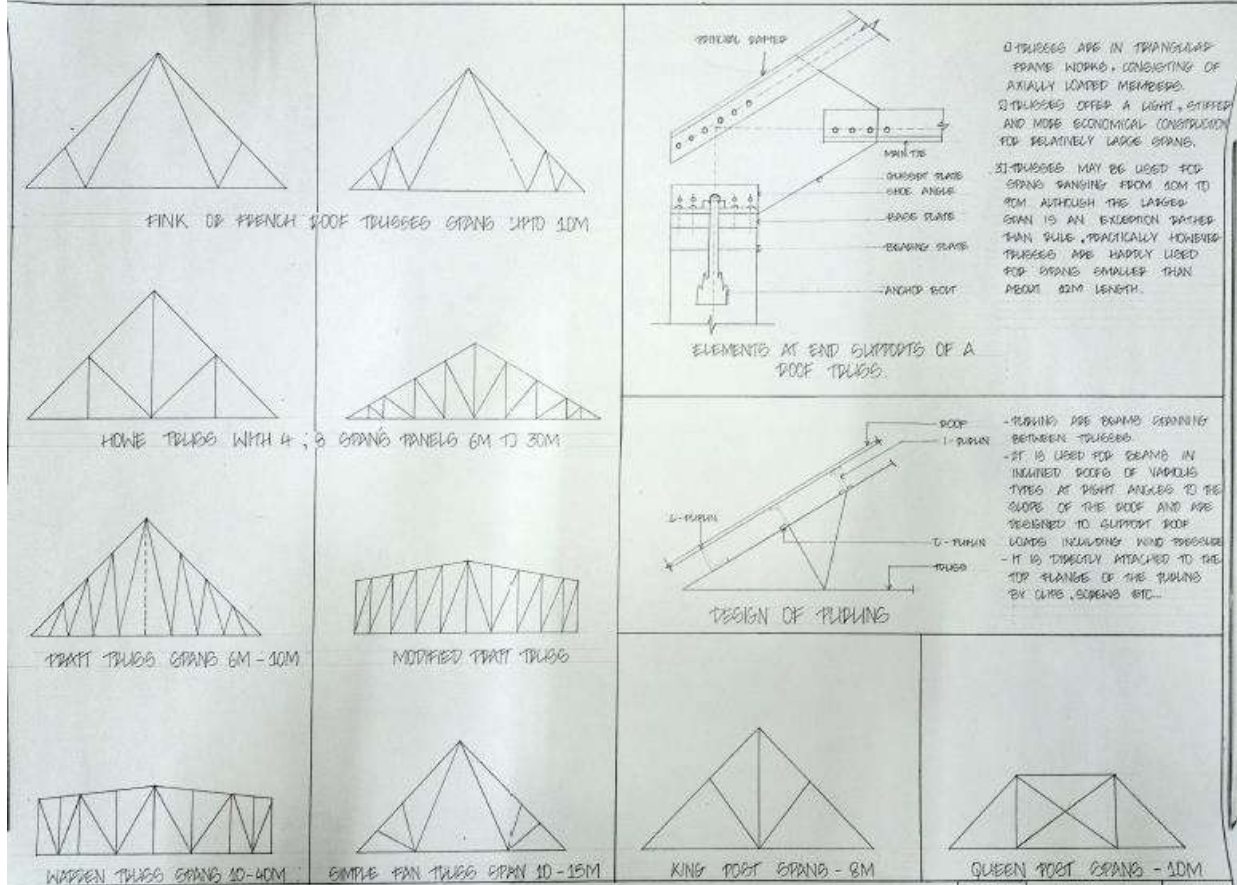 FINK OR FRENCH ROOF TRUSSES SPANS UPTO 10M
HOWE TRUSS WITH 4, 8 SPANS PANELS 6M TO 30M
PRATT TRUSS SPANS 6M - 10M
MODIFIED PRATT TRUSS
WARREN TRUSS SPANS 10-40M
SIMPLE FAN TRUSS SPAN 10-15M
PRINCIPAL RAFTER
MAIN TIE
GUSSET PLATE
SHOE ANGLE
BASE PLATE
BEARING PLATE
ANCHOR BOLT
ELEMENTS AT END SUPPORTS OF A
ROOF TRUSS.
1) TRUSSES ARE IN TRIANGULAR
FRAME WORKS, CONSISTING OF
AXIALLY LOADED MEMBERS.
2) TRUSSES OFFER A LIGHT, STIFFER
AND MORE ECONOMICAL CONSTRUCTION
FOR RELATIVELY LARGE SPANS.
3) TRUSSES MAY BE USED FOR
SPANS RANGING FROM 10M TO
90M ALTHOUGH THE LARGER
SPAN IS AN EXCEPTION RATHER
THAN RULE, PRACTICALLY HOWEVER
TRUSSES ARE HARDLY USED
FOR SPANS SMALLER THAN
ABOUT LENGTH.
ROOF
I - PURLIN
L - PURLIN
C - PURLIN
TRUSS
DESIGN OF PURLINS
- PURLINS ARE BEAMS SPANNING
BETWEEN TRUSSES.
- IT IS USED FOR BEAMS IN
INCLINED ROOFS OF VARIOUS
TYPES AT RIGHT ANGLES TO THE
SLOPE OF THE ROOF AND ARE
DESIGNED TO SUPPORT ROOF
LOADS INCLUDING WIND PRESSURE
- IT IS DIRECTLY ATTACHED TO THE
TOP FLANGE OF THE PURLINS
BY CLIPS, SCREWS ETC...
KING POST SPANS - 8M
QUEEN POST SPANS - 10M